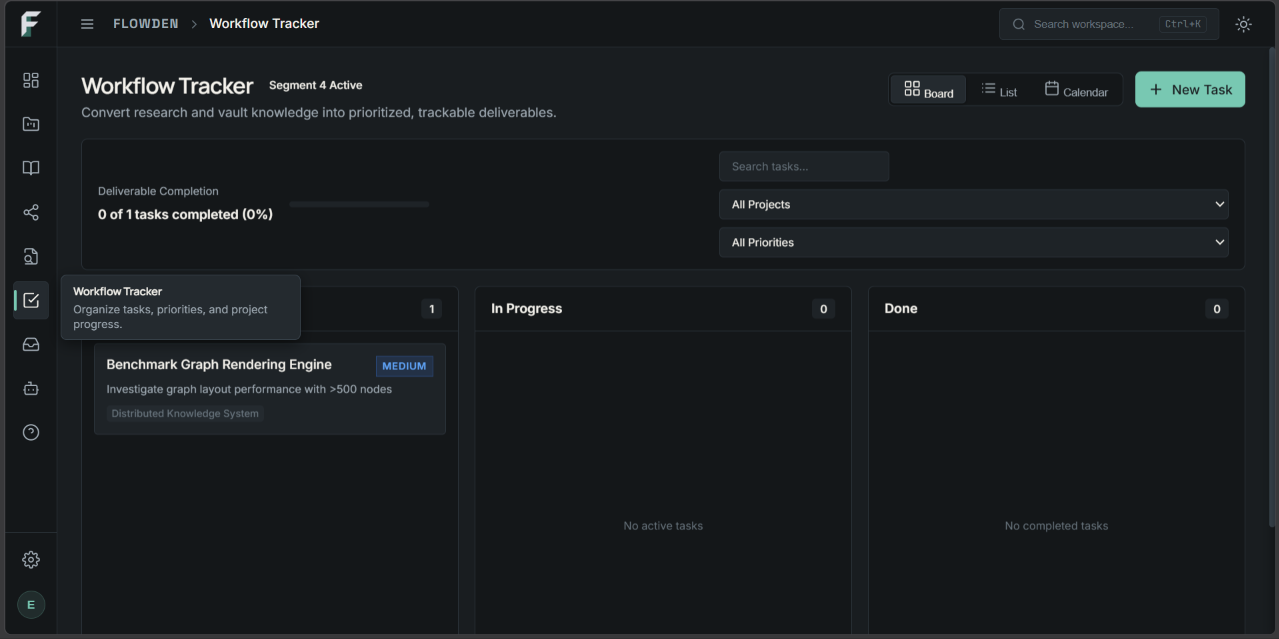 FLOWDEN > Workflow Tracker
Search workspace... Ctrl+K
Workflow Tracker Segment 4 Active
Convert research and vault knowledge into prioritized, trackable deliverables.
Board List Calendar
+ New Task
Deliverable Completion
0 of 1 tasks completed (0%)
Search tasks...
All Projects
All Priorities
Workflow Tracker
Organize tasks, priorities, and project
progress.
1
Benchmark Graph Rendering Engine MEDIUM
Investigate graph layout performance with >500 nodes
Distributed Knowledge System
In Progress 0
No active tasks
Done 0
No completed tasks
E